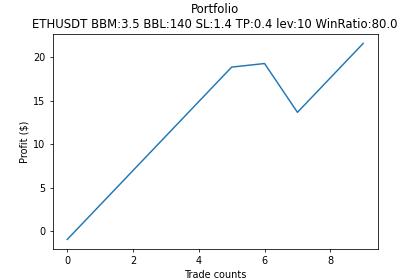 Portfolio
ETHUSDT BBM:3.5 BBL:140 SL:1.4 TP:0.4 lev:10 WinRatio:80.0
20
15
10
5
0
Profit ($)
0 2 4 6 8
Trade counts